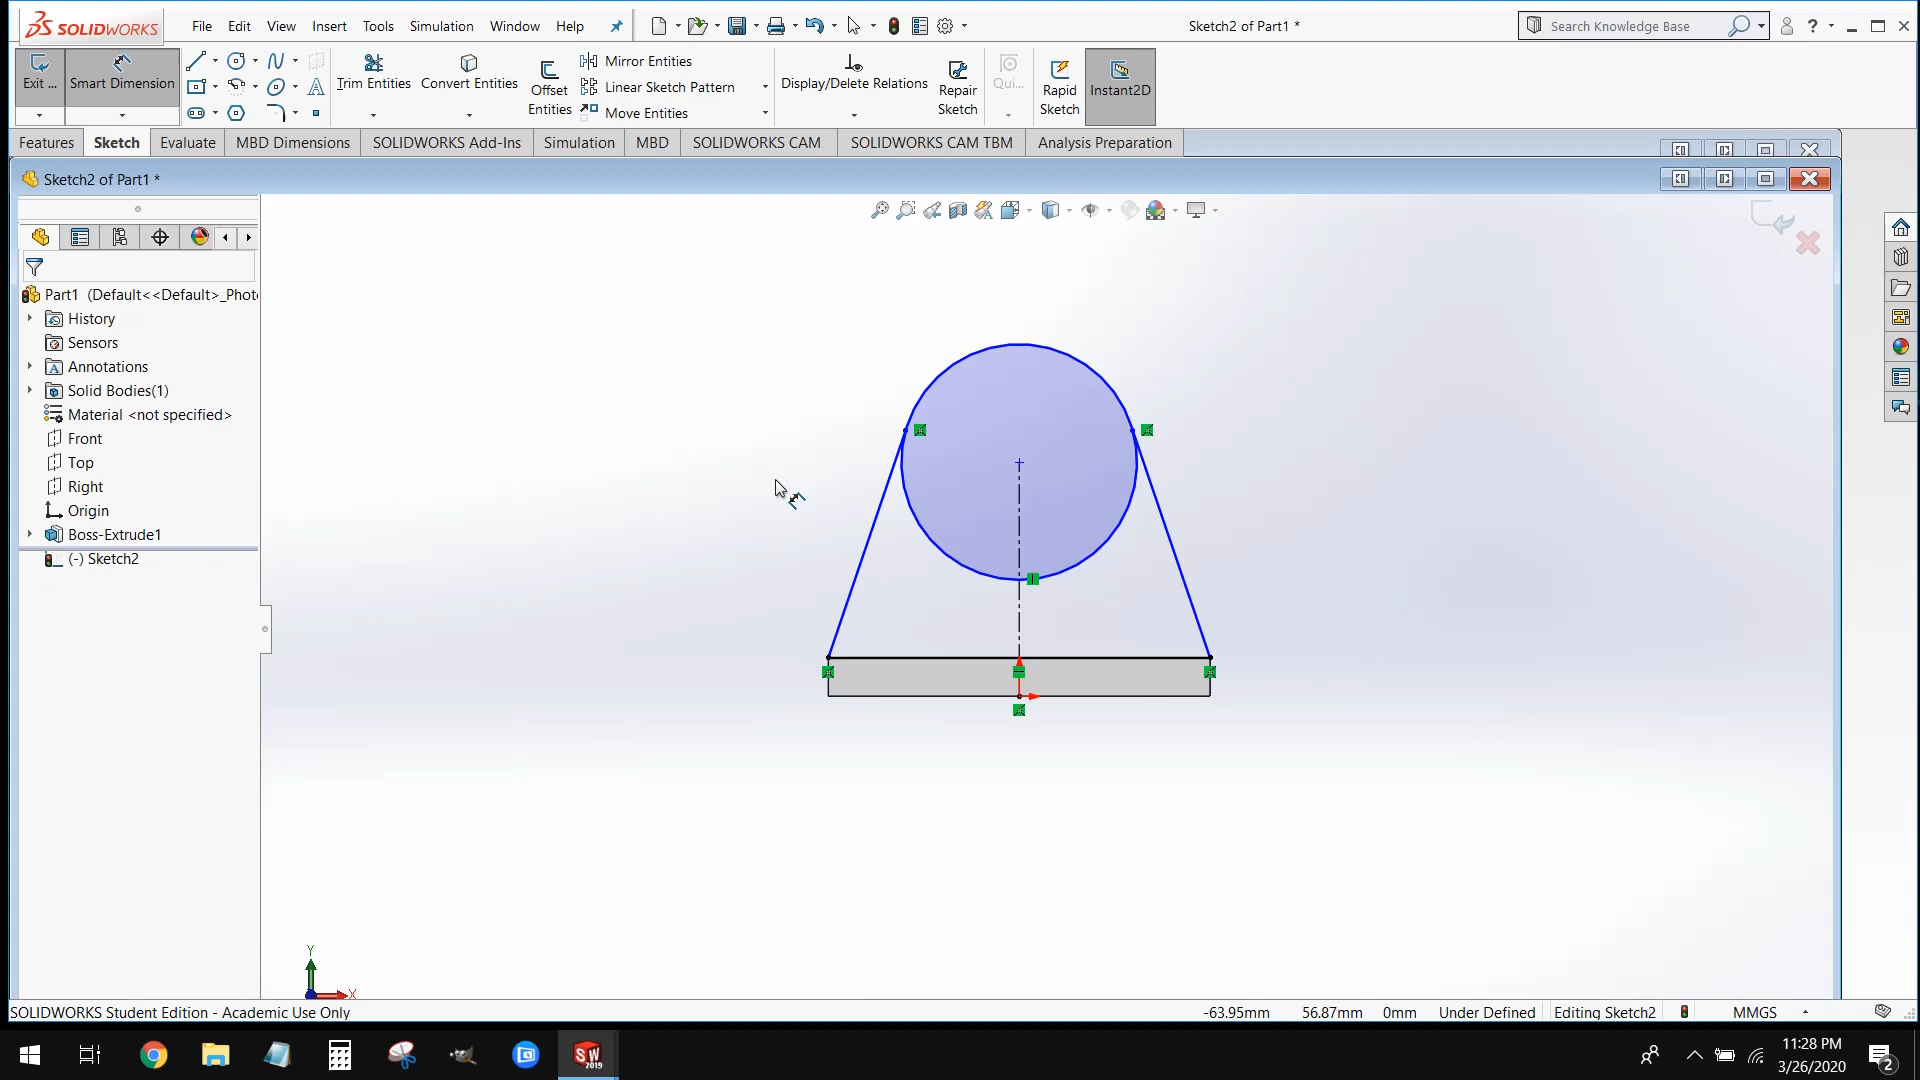 SOLIDWORKS File Edit View Insert Tools Simulation Window Help Sketch2 of Part1 * Search Knowledge Base ?
Exit ... Smart Dimension Trim Entities Convert Entities Offset Entities Mirror Entities Display/Delete Relations Repair Sketch Qui... Rapid Sketch Instant2D
Linear Sketch Pattern
Move Entities
Features Sketch Evaluate MBD Dimensions SOLIDWORKS Add-Ins Simulation MBD SOLIDWORKS CAM SOLIDWORKS CAM TBM Analysis Preparation
Sketch2 of Part1 *
Part1 (Default<<Default>_Phot
History
Sensors
Annotations
Solid Bodies(1)
Material <not specified>
Front
Top
Right
Origin
Boss-Extrude1
(-) Sketch2
Y
X
SOLIDWORKS Student Edition - Academic Use Only -63.95mm 56.87mm 0mm Under Defined Editing Sketch2 MMGS
SW 2019
11:28 PM
3/26/2020
2